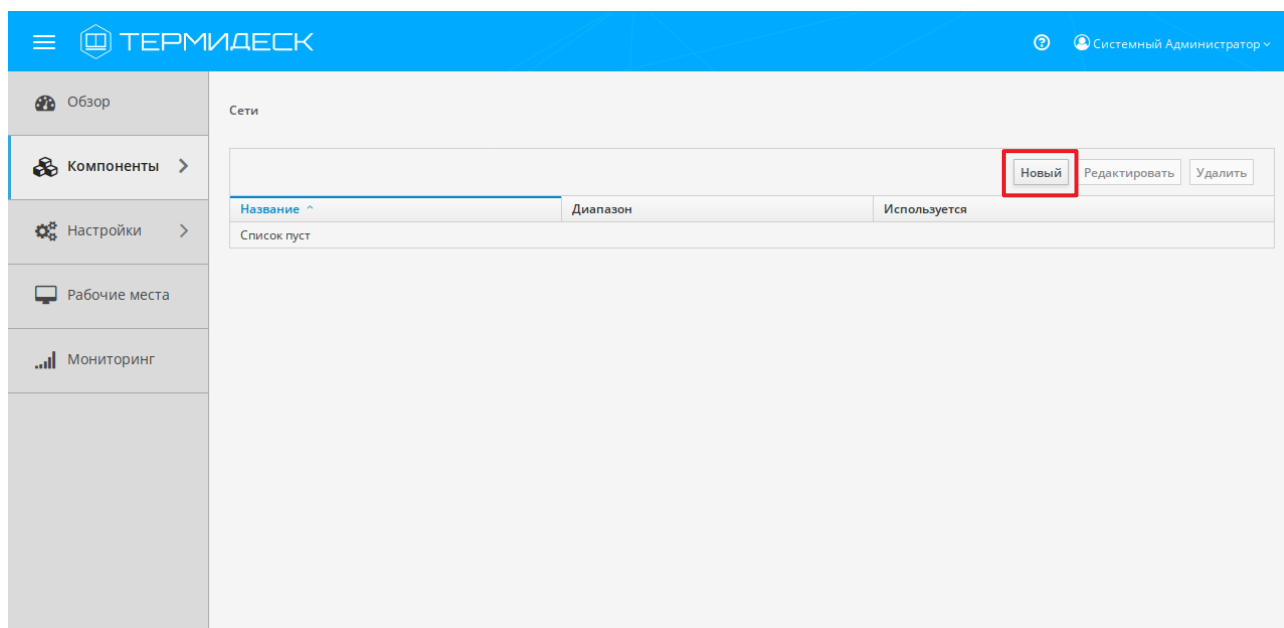 ТЕРМИДЕСК
Системный Администратор
Обзор
Компоненты
Настройки
Рабочие места
Мониторинг
Сети
Новый Редактировать Удалить
Название Диапазон Используется
Список пуст